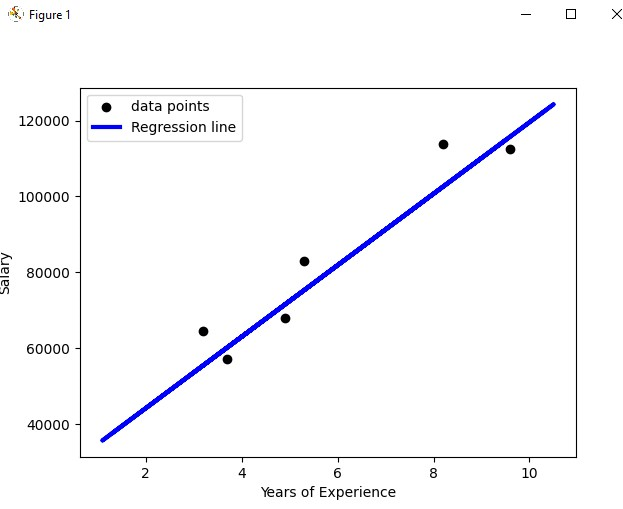 Figure 1
data points
Regression line
120000
100000
80000
60000
40000
Salary
2 4 6 8 10
Years of Experience